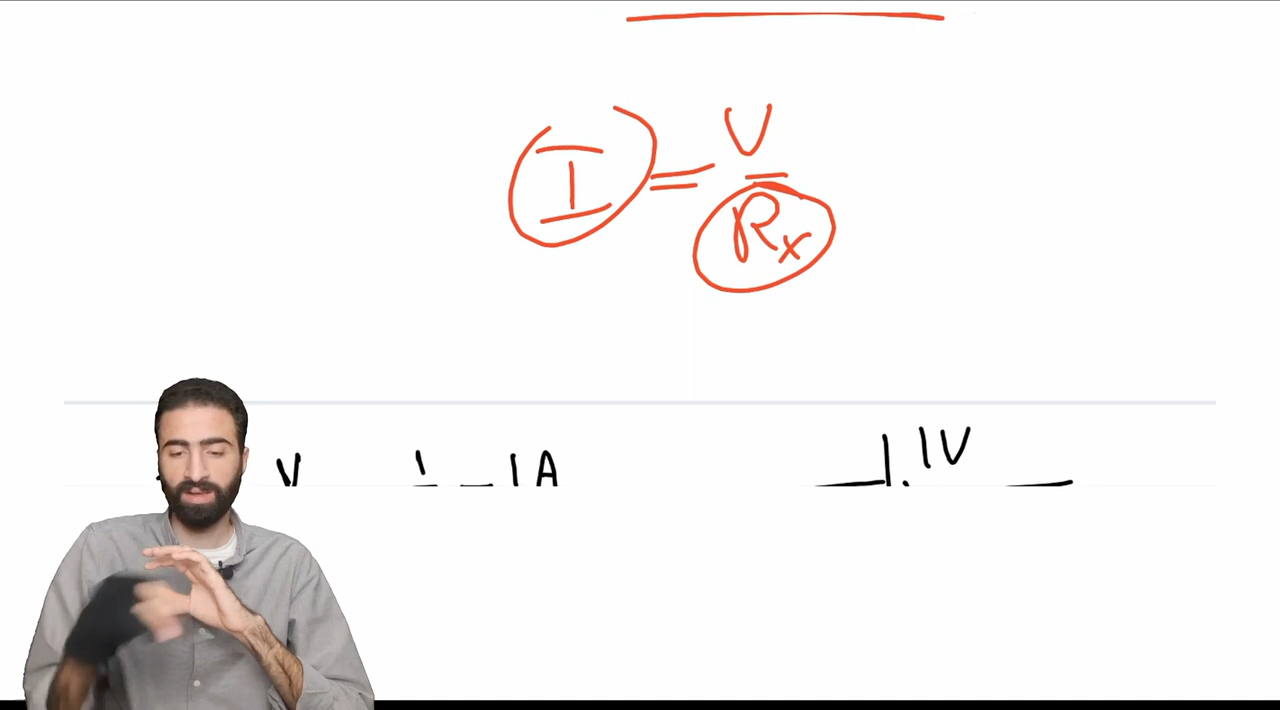 I = V
Rx
V 1 1A 1V